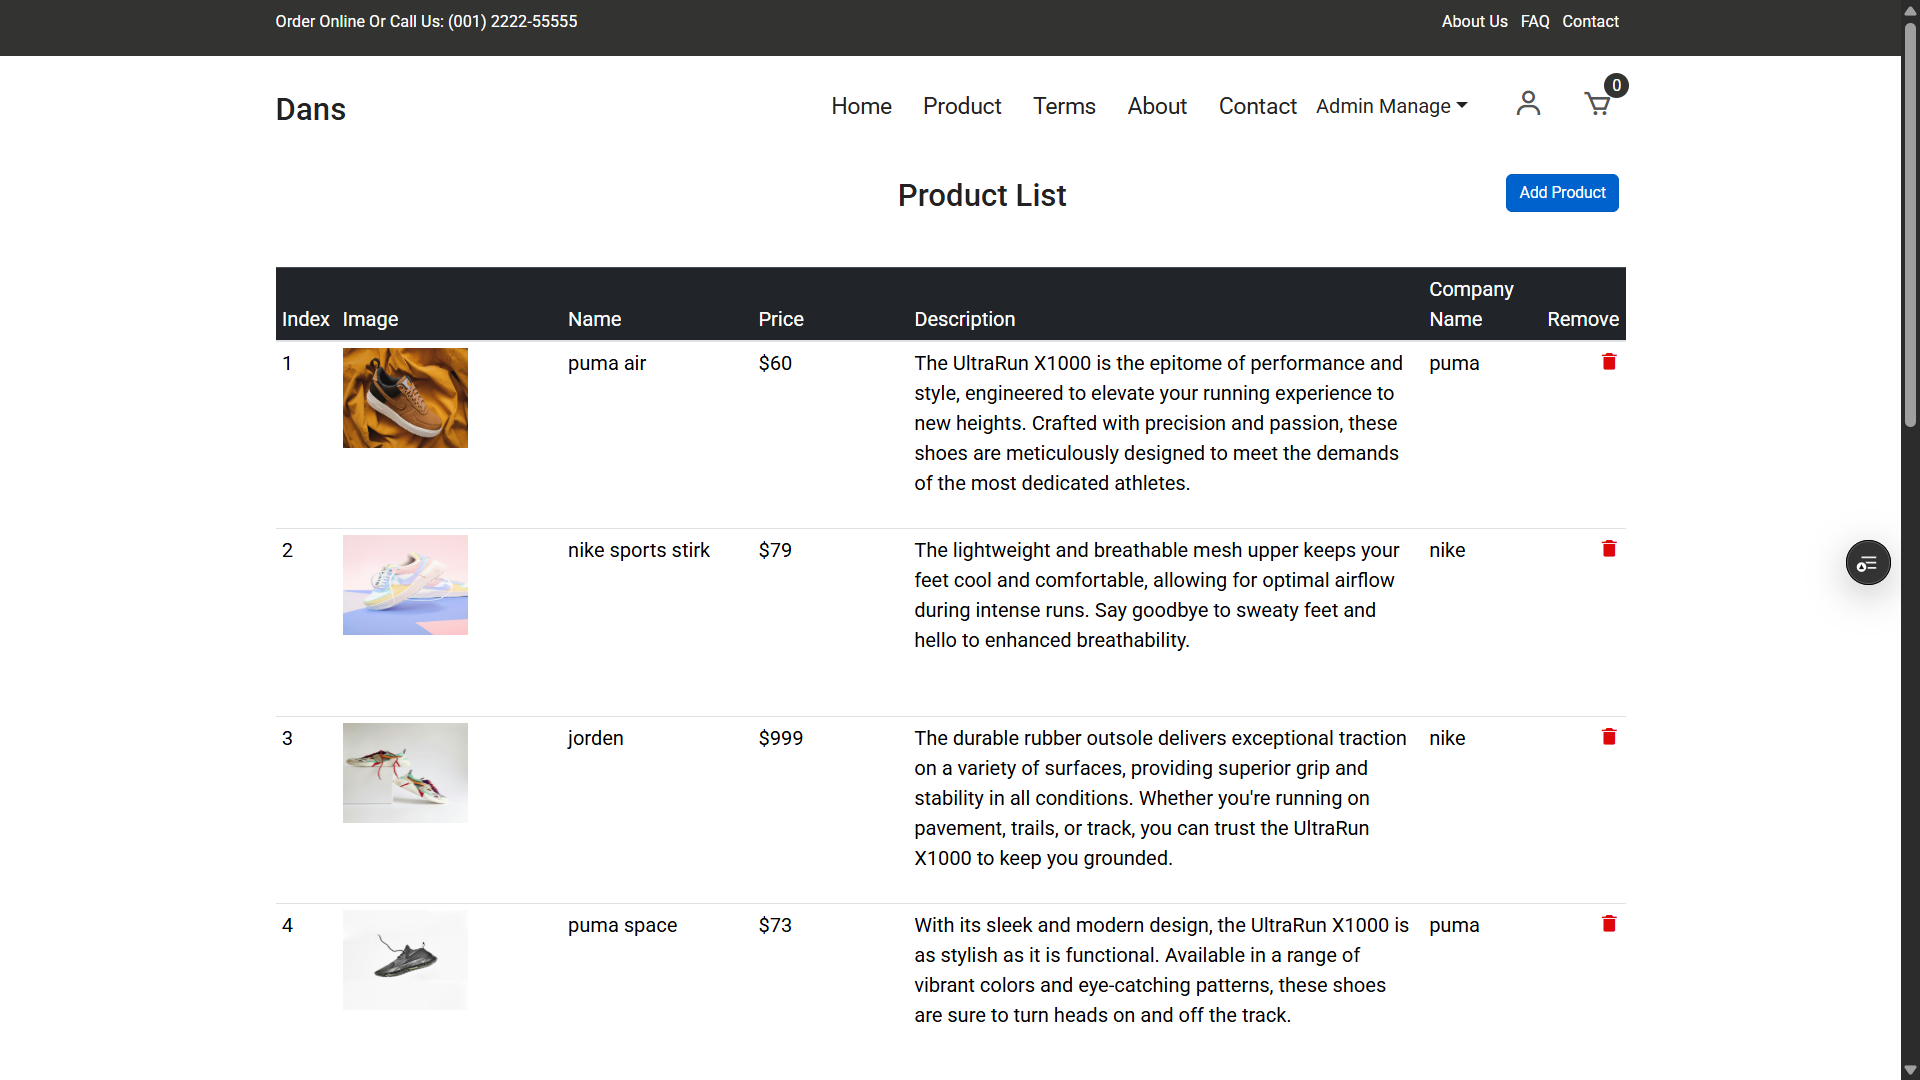 Order Online Or Call Us: (001) 2222-55555
About Us FAQ Contact
Dans
Home Product Terms About Contact Admin Manage
0
Product List
Add Product
Index Image Name Price Description Company Name Remove
1 puma air $60
The UltraRun X1000 is the epitome of performance and
style, engineered to elevate your running experience to
new heights. Crafted with precision and passion, these
shoes are meticulously designed to meet the demands
of the most dedicated athletes.
puma
2 nike sports stirk $79
The lightweight and breathable mesh upper keeps your
feet cool and comfortable, allowing for optimal airflow
during intense runs. Say goodbye to sweaty feet and
hello to enhanced breathability.
nike
3 jorden $999
The durable rubber outsole delivers exceptional traction
on a variety of surfaces, providing superior grip and
stability in all conditions. Whether you're running on
pavement, trails, or track, you can trust the UltraRun
X1000 to keep you grounded.
nike
4 puma space $73
With its sleek and modern design, the UltraRun X1000 is
as stylish as it is functional. Available in a range of
vibrant colors and eye-catching patterns, these shoes
are sure to turn heads on and off the track.
puma